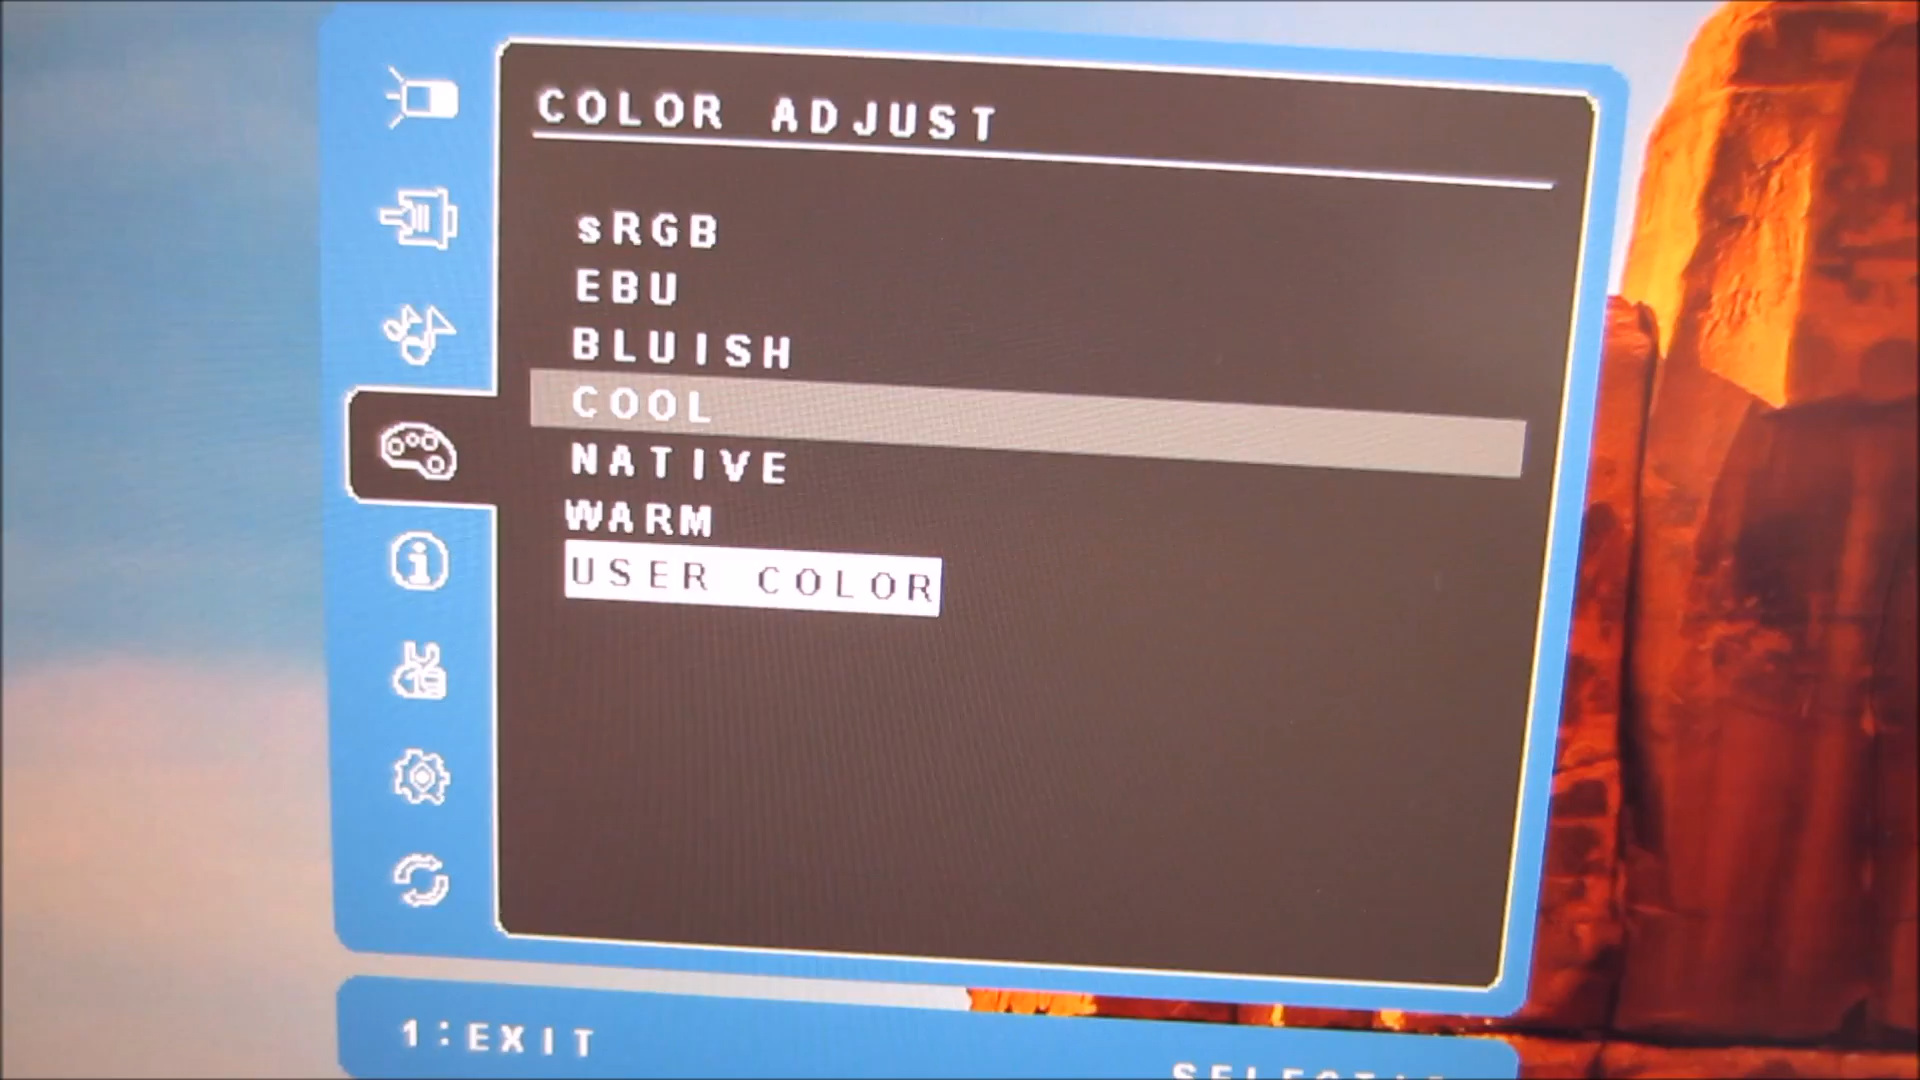 COLOR ADJUST
sRGB
EBU
BLUISH
COOL
NATIVE
WARM
USER COLOR
1:EXIT